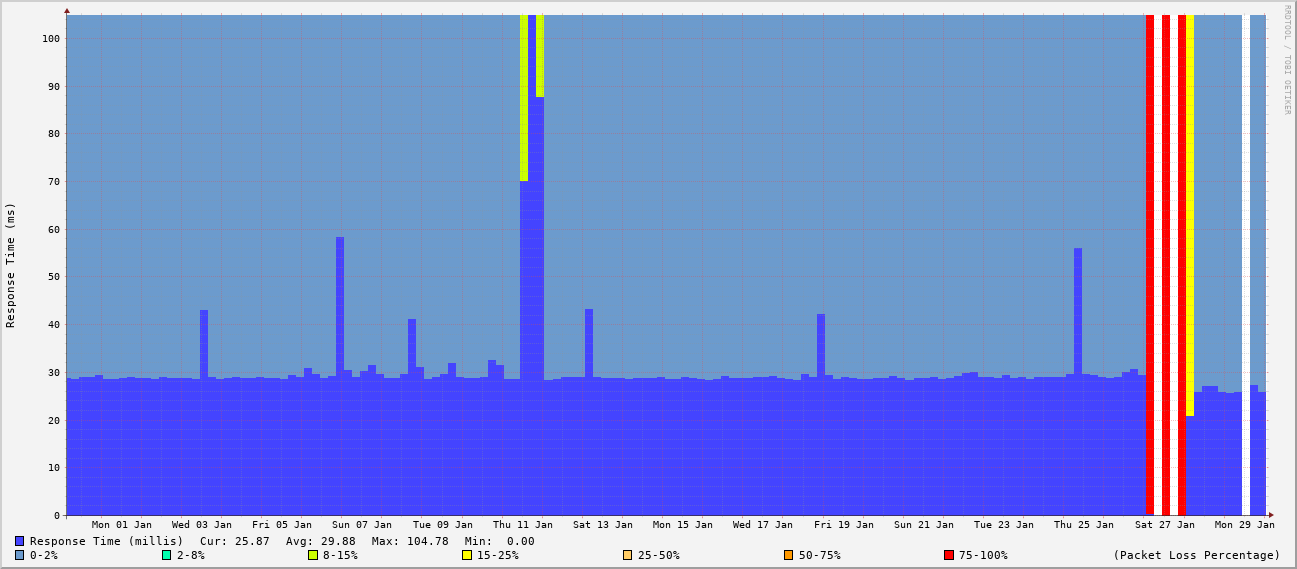 RRDTOOL / TOBI OETIKER
Response Time (ms)
100
90
80
70
60
50
40
30
20
10
0
Mon 01 Jan Wed 03 Jan Fri 05 Jan Sun 07 Jan Tue 09 Jan Thu 11 Jan Sat 13 Jan Mon 15 Jan Wed 17 Jan Fri 19 Jan Sun 21 Jan Tue 23 Jan Thu 25 Jan Sat 27 Jan Mon 29 Jan
Response Time (millis) Cur: 25.87 Avg: 29.88 Max: 104.78 Min: 0.00
0-2% 2-8% 8-15% 15-25% 25-50% 50-75% 75-100% (Packet Loss Percentage)